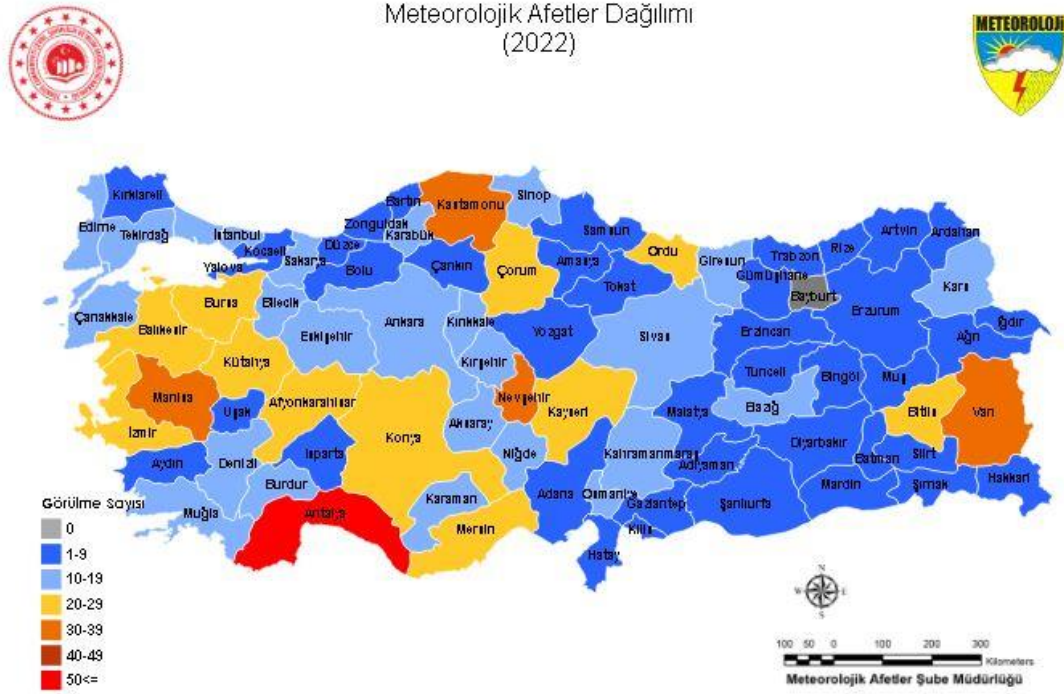 Meteorolojik Afetler Dağılımı
(2022)
METEOROLOJİ
Kırklareli
Edirne
Tekirdağ
İstanbul
Kocaeli
Yalova
Sakarya
Düzce
Zonguldak
Bartın
Karabük
Kastamonu
Sinop
Bolu
Çankırı
Çorum
Samsun
Amasya
Tokat
Ordu
Giresun
Gümüşhane
Trabzon
Bayburt
Rize
Artvin
Ardahan
Kars
Iğdır
Ağrı
Erzurum
Erzincan
Çanakkale
Balıkesir
Bursa
Bilecik
Eskişehir
Ankara
Kırıkkale
Kırşehir
Yozgat
Sivas
Tunceli
Bingöl
Muş
Bitlis
Van
Kütahya
Manisa
Uşak
Afyonkarahisar
İzmir
Aydın
Denizli
Isparta
Burdur
Muğla
Antalya
Konya
Aksaray
Nevşehir
Niğde
Kayseri
Karaman
Mersin
Adana
Osmaniye
Kahramanmaraş
Malatya
Elazığ
Adıyaman
Gaziantep
Kilis
Hatay
Şanlıurfa
Diyarbakır
Mardin
Batman
Siirt
Şırnak
Hakkari
Görülme Sayısı
0
1-9
10-19
20-29
30-39
40-49
50<=
N
W
E
S
100 50 0 100 200 300
Kilometers
Meteorolojik Afetler Şube Müdürlüğü